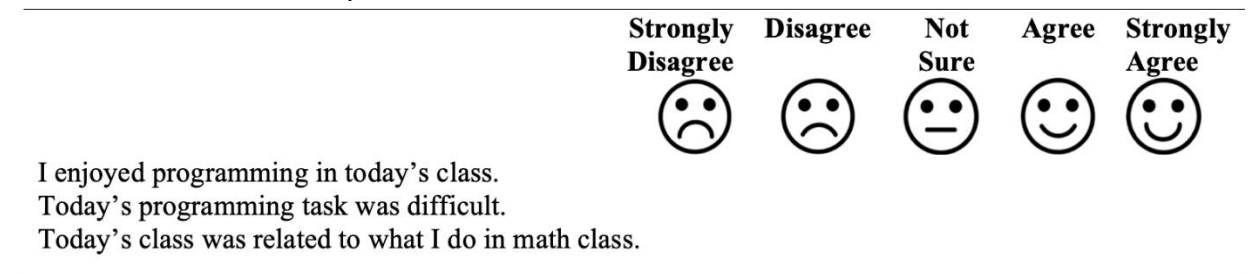 Strongly Disagree Not Agree Strongly
Disagree Sure Agree
I enjoyed programming in today’s class.
Today’s programming task was difficult.
Today’s class was related to what I do in math class.